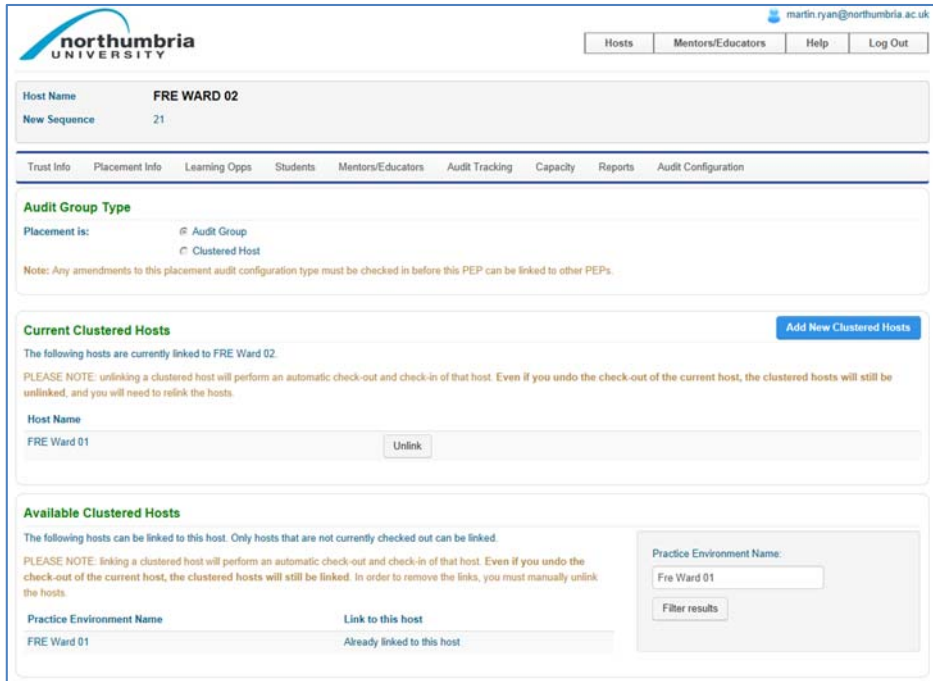 martin.ryan@northumbria.ac.uk
northumbria
UNIVERSITY
Hosts Mentors/Educators Help Log Out
Host Name FRE WARD 02
New Sequence 21
Trust Info Placement Info Learning Opps Students Mentors/Educators Audit Tracking Capacity Reports Audit Configuration
Audit Group Type
Placement is: Audit Group
Clustered Host
Note: Any amendments to this placement audit configuration type must be checked in before this PEP can be linked to other PEPs.
Current Clustered Hosts Add New Clustered Hosts
The following hosts are currently linked to FRE Ward 02.
PLEASE NOTE: unlinking a clustered host will perform an automatic check-out and check-in of that host. Even if you undo the check-out of the current host, the clustered hosts will still be
unlinked, and you will need to relink the hosts.
Host Name
FRE Ward 01 Unlink
Available Clustered Hosts
The following hosts can be linked to this host. Only hosts that are not currently checked out can be linked.
PLEASE NOTE: linking a clustered host will perform an automatic check-out and check-in of that host. Even if you undo the
check-out of the current host, the clustered hosts will still be linked. In order to remove the links, you must manually unlink
the hosts.
Practice Environment Name Link to this host
FRE Ward 01 Already linked to this host
Practice Environment Name:
Fre Ward 01
Filter results